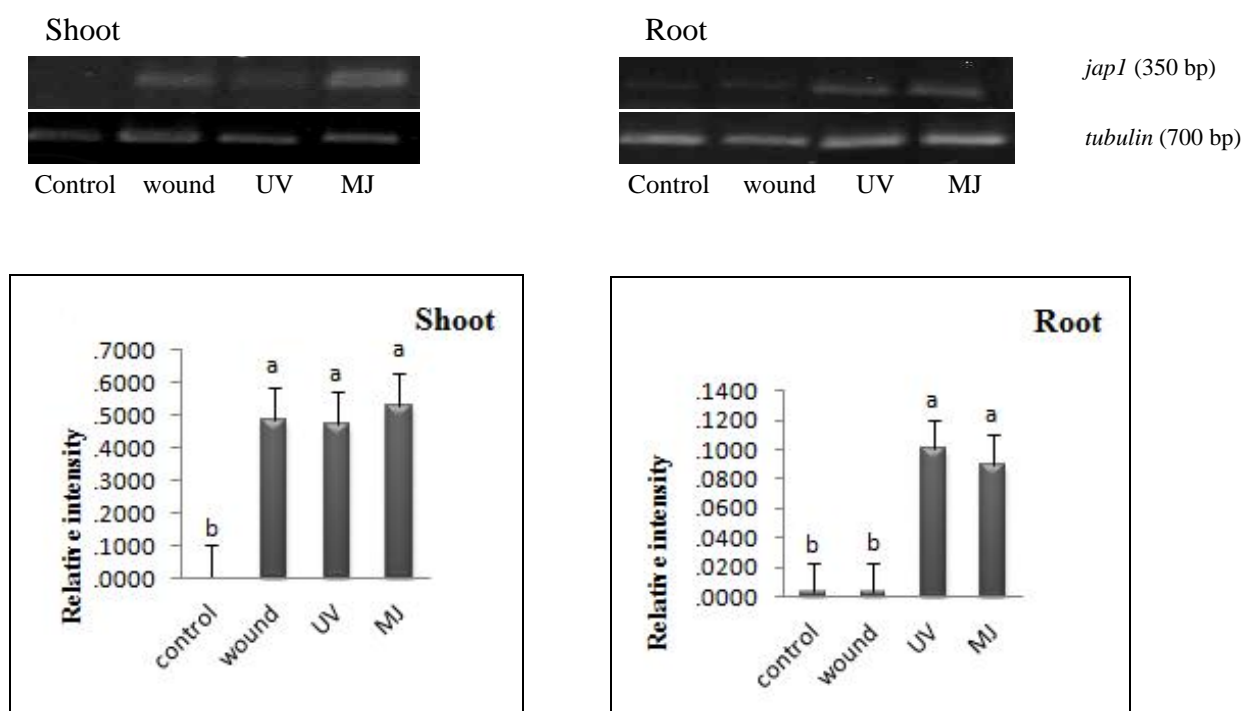 Shoot
Root
jap1 (350 bp)
tubulin (700 bp)
Control wound UV MJ
Control wound UV MJ
Shoot
Relative intensity
.7000
.6000
.5000
.4000
.3000
.2000
.1000
.0000
b
a
a
a
control
wound
UV
MJ
Root
Relative intensity
.1400
.1200
.1000
.0800
.0600
.0400
.0200
.0000
b
b
a
a
control
wound
UV
MJ